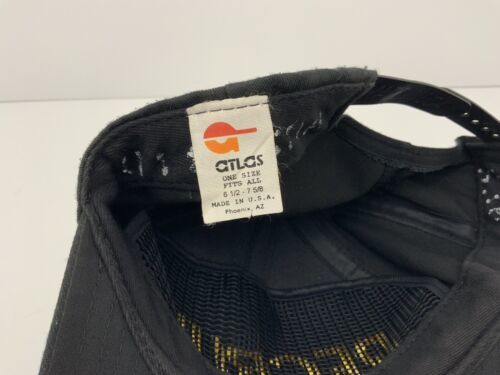 atlas
ONE SIZE
FITS ALL
6 1/2 - 7 5/8
MADE IN U.S.A.
Phoenix, AZ